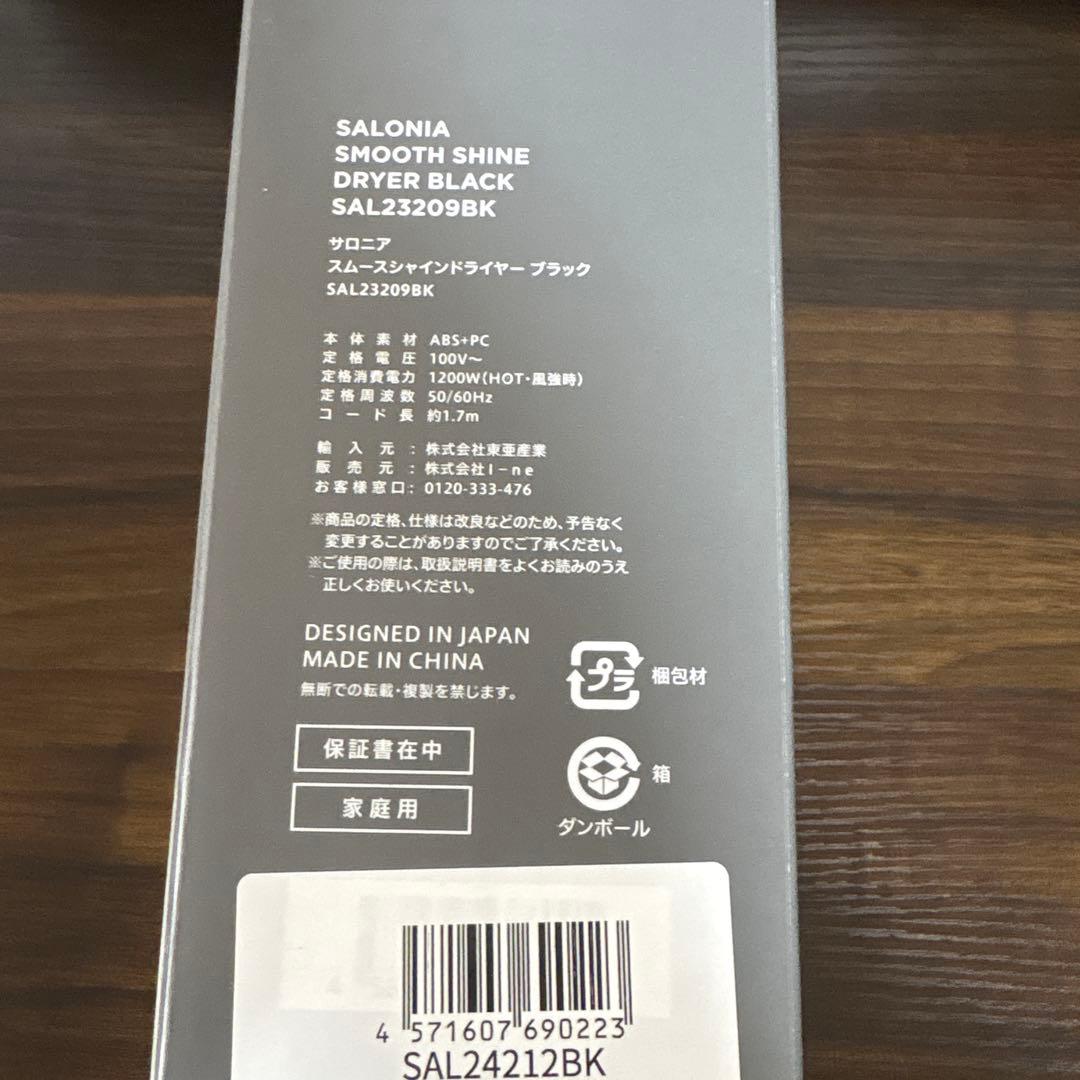 SALONIA
SMOOTH SHINE
DRYER BLACK
SAL23209BK
サロニア
スムースシャインドライヤー ブラック
SAL23209BK
本体素材 ABS+PC
定格電圧 100V～
定格消費電力 1200W(HOT・風強時)
定格周波数 50/60Hz
コード長 約1.7m
輸入元：株式会社東亜産業
販売元：株式会社I-ne
お客様窓口：0120-333-476
※商品の定格、仕様は改良などのため、予告なく
変更することがありますのでご了承ください。
※ご使用の際は、取扱説明書をよくお読みのうえ
正しくお使いください。
DESIGNED IN JAPAN
MADE IN CHINA
無断での転載・複製を禁じます。
プラ 梱包材
保証書在中
箱
家庭用
ダンボール
4 571607 690223
SAL24212BK